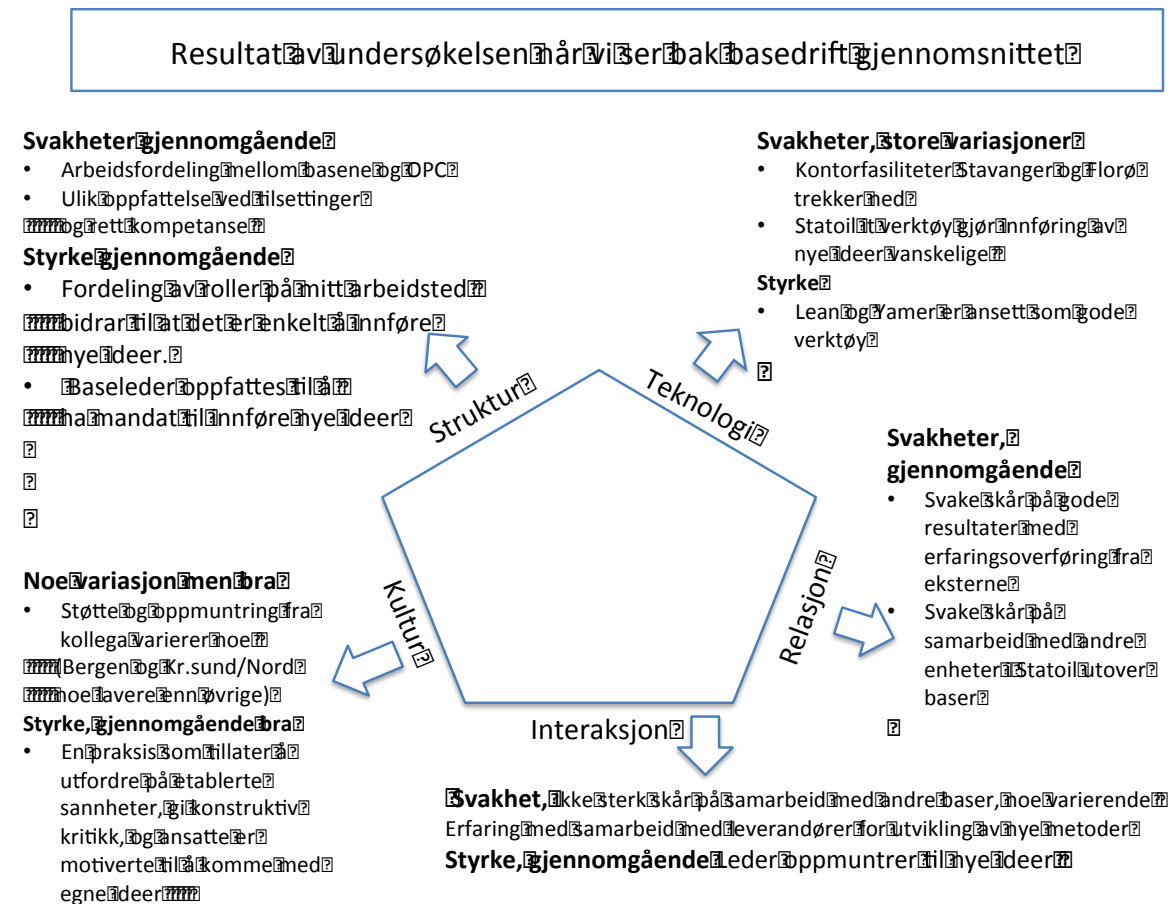 Resultat av undersøkelsen når vi ser bak basedrift gjennomsnittet
Svakheter gjennomgående
• Arbeidsfordeling mellom basene og OPC
• Ulik oppfattelse ved tilsettinger
og rett kompetanse
Styrke gjennomgående
• Fordeling av roller på mitt arbeidsted
bidrar til at det er enkelt å innføre
nye ideer.
• Baseleder oppfattes til å
ha mandat til innføre nye ideer
Svakheter, store variasjoner
• Kontorfasiliteter Stavanger og Florø
trekker ned
• Statoil it verktøy gjør innføring av
nye ideer vanskelige
Styrke
• Lean og Yamer er ansett som gode
verktøy
Struktur
Teknologi
Svakheter,
gjennomgående
• Svake skår på gode
resultater med
erfaringsoverføring fra
eksterne
• Svake skår på
samarbeid med andre
enheter i Statoil utover
baser
Relasjon
Kultur
Noe variasjon men bra
• Støtte og oppmuntring fra
kollega varierer noe
(Bergen og Kr.sund/Nord
noe lavere enn øvrige)
Styrke, gjennomgående bra
• En praksis som tillater å
utfordre på etablerte
sannheter, gi konstruktiv
kritikk, og ansatte er
motiverte til å komme med
egne ideer
Interaksjon
Svakhet, ikke sterk skår på samarbeid med andre baser, noe varierende
Erfaring med samarbeid med leverandører for utvikling av nye metoder
Styrke, gjennomgående Leder oppmuntrer til nye ideer